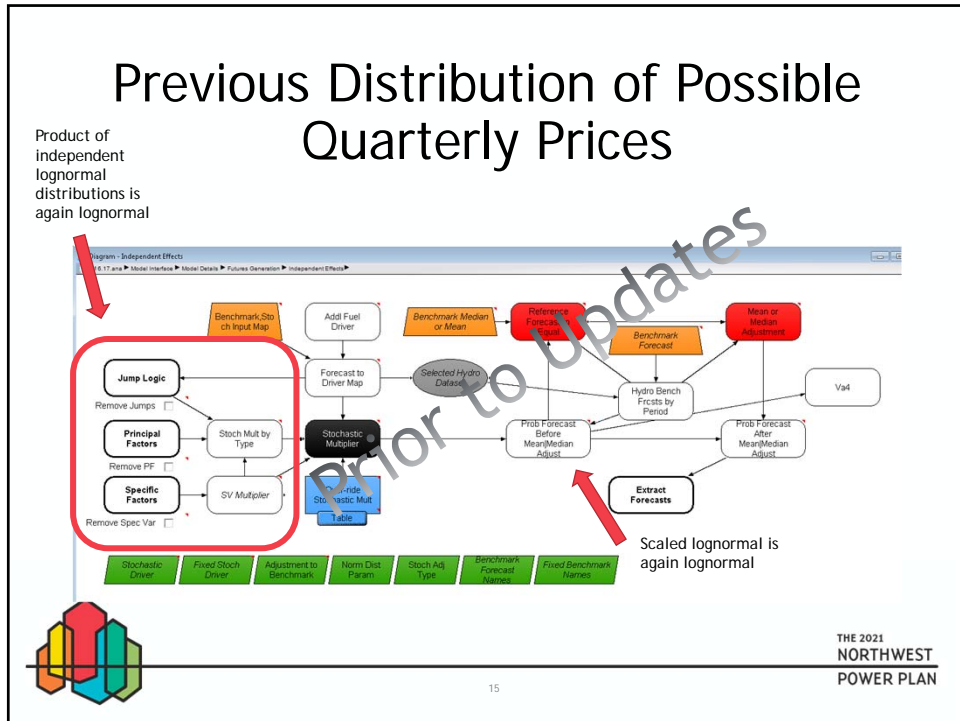 Previous Distribution of Possible
Quarterly Prices
Product of
independent
lognormal
distributions is
again lognormal
Diagram - Independent Effects
Model Interface ▶ Model Details ▶ Futures Generation ▶ Independent Effects ▶
Benchmark,Sto
ch Input Map
Addl Fuel
Driver
Benchmark Median
or Mean
Reference
Equal
Mean or
Median
Adjustment
Benchmark
Forecast
Jump Logic
Remove Jumps
Forecast to
Driver Map
Selected Hydro
Dataset
Hydro Bench
Frcsts by
Period
Va4
Principal
Factors
Remove PF
Stoch Mult by
Type
Stochastic
Multiplier
Prob Forecast
Before
Mean|Median
Adjust
Prob Forecast
After
Mean|Median
Adjust
Specific
Factors
Remove Spec Var
SV Multiplier
Stochastic Mult
Table
Extract
Forecasts
Prior to Updates
Scaled lognormal is
again lognormal
Stochastic
Driver
Fixed Stoch
Driver
Adjustment to
Benchmark
Norm Dist
Param
Stoch Adj
Type
Benchmark
Forecast
Names
Fixed Benchmark
Names
THE 2021
NORTHWEST
POWER PLAN
15